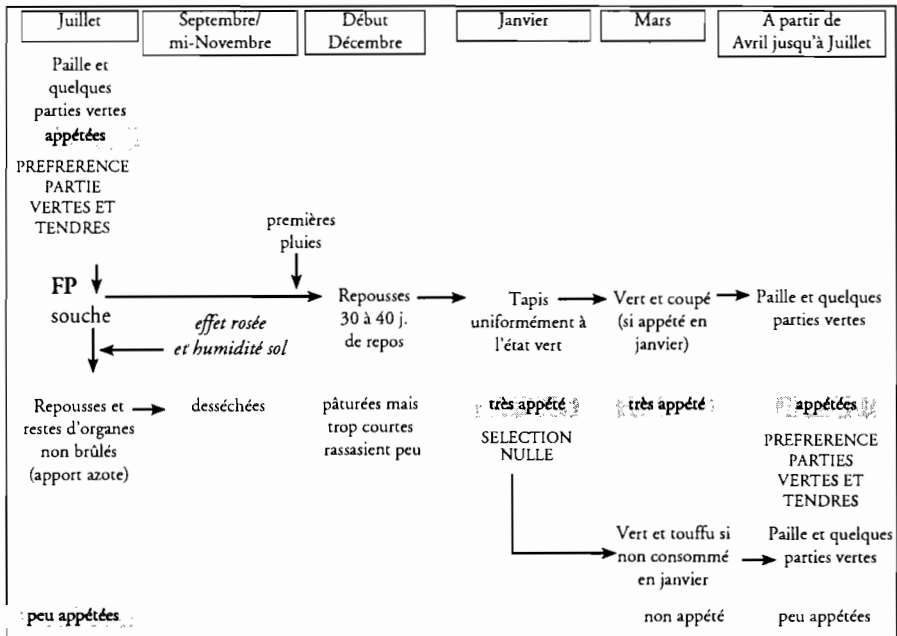 Juillet
Septembre/
mi-Novembre
Début
Décembre
Janvier
Mars
A partir de
Avril jusqu'à Juillet
Paille et
quelques
parties vertes
appétées
PREFRERENCE
PARTIE
VERTES ET
TENDRES
premières
pluies
FP
souche
effet rosée
et humidité sol
Repousses
30 à 40 j.
de repos
Tapis
uniformément à
l'état vert
Vert et coupé
(si appété en
janvier)
Paille et quelques
parties vertes
Repousses et
restes d'organes
non brûlés
(apport azote)
desséchées
pâturées mais
trop courtes
rassasient peu
très appété
SELECTION
NULLE
très appété
appétées
PREFRERENCE
PARTIES
VERTES ET
TENDRES
Vert et touffu si
non consommé
en janvier
Paille et quelques
parties vertes
peu appétées
non appété
peu appétées